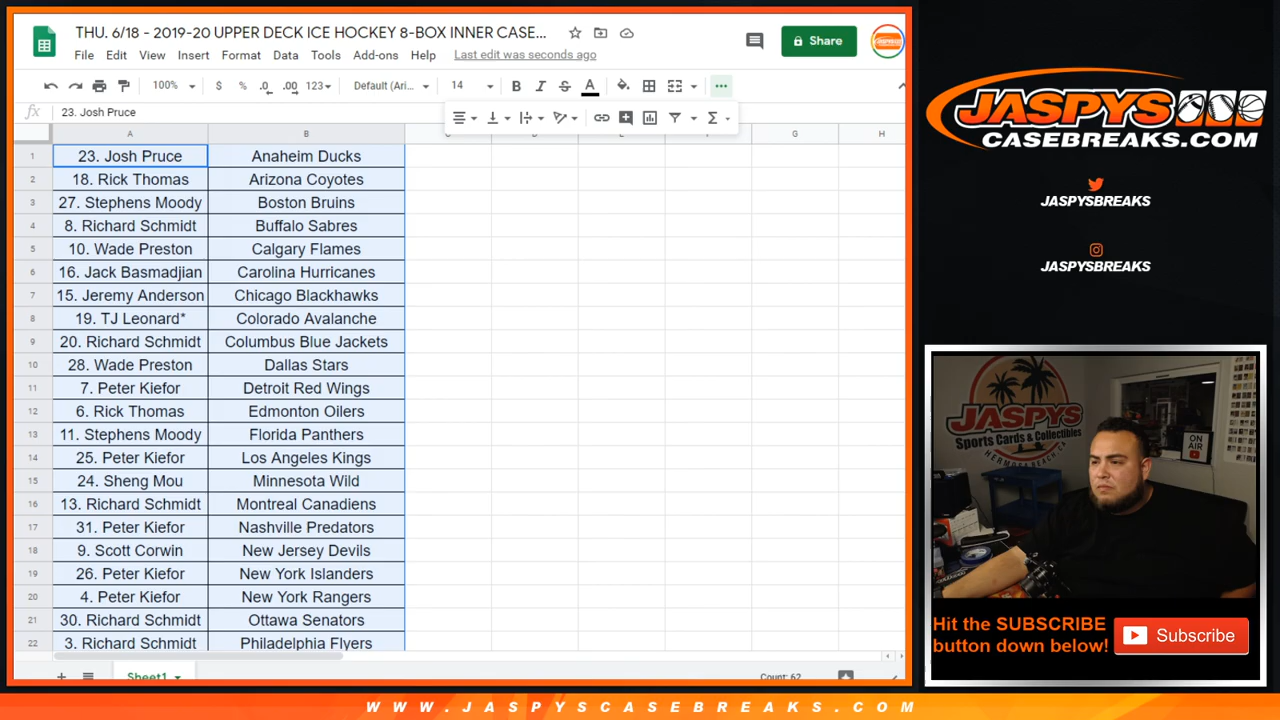 THU. 6/18 - 2019-20 UPPER DECK ICE HOCKEY 8-BOX INNER CASE...
File Edit View Insert Format Data Tools Add-ons Help Last edit was seconds ago
Share
100% $ % .0 .00 123 Default (Ari... 14 B I S A
fx 23. Josh Pruce
A B C D E F G H
1 23. Josh Pruce Anaheim Ducks
2 18. Rick Thomas Arizona Coyotes
3 27. Stephens Moody Boston Bruins
4 8. Richard Schmidt Buffalo Sabres
5 10. Wade Preston Calgary Flames
6 16. Jack Basmadjian Carolina Hurricanes
7 15. Jeremy Anderson Chicago Blackhawks
8 19. TJ Leonard* Colorado Avalanche
9 20. Richard Schmidt Columbus Blue Jackets
10 28. Wade Preston Dallas Stars
11 7. Peter Kiefor Detroit Red Wings
12 6. Rick Thomas Edmonton Oilers
13 11. Stephens Moody Florida Panthers
14 25. Peter Kiefor Los Angeles Kings
15 24. Sheng Mou Minnesota Wild
16 13. Richard Schmidt Montreal Canadiens
17 31. Peter Kiefor Nashville Predators
18 9. Scott Corwin New Jersey Devils
19 26. Peter Kiefor New York Islanders
20 4. Peter Kiefor New York Rangers
21 30. Richard Schmidt Ottawa Senators
22 3. Richard Schmidt Philadelphia Flyers
Sheet1 Count: 62
JASPYS
CASEBREAKS.COM
JASPYSBREAKS
JASPYSBREAKS
JASPYS
Sports Cards & Collectibles
HERMOSA BEACH, CA
ON AIR
Hit the SUBSCRIBE
button down below!
Subscribe
WWW.JASPYSCASEBREAKS.COM